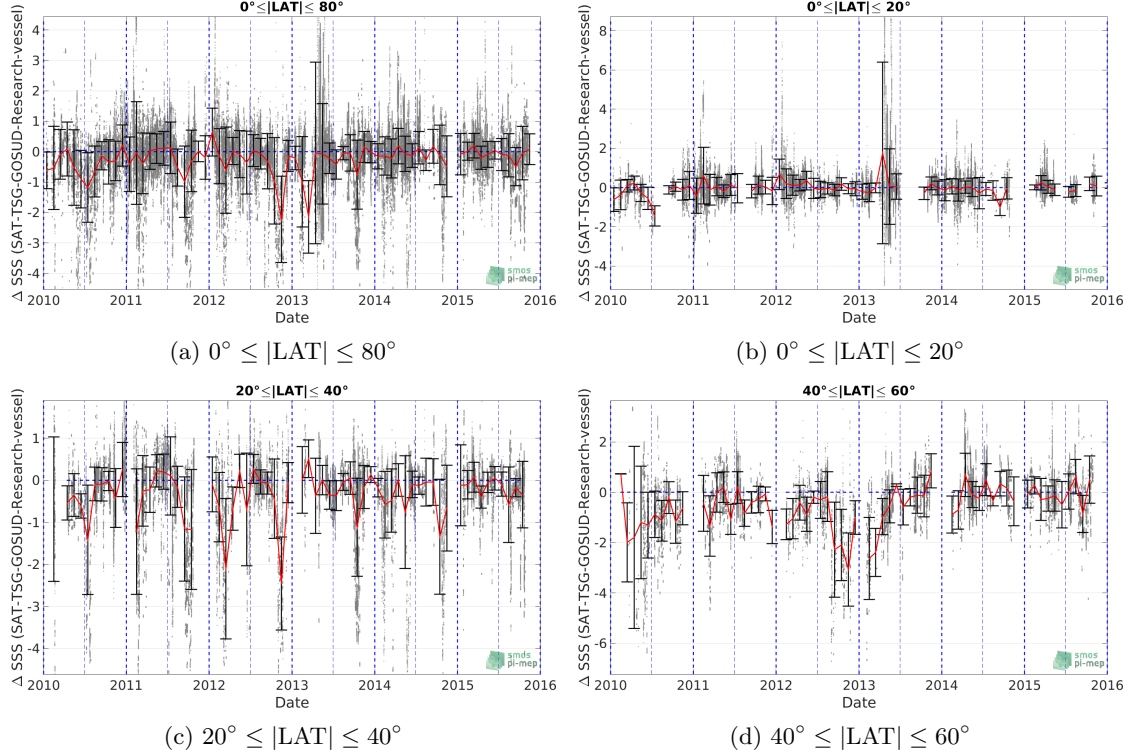 0°≤|LAT|≤ 80°
Δ SSS (SAT-TSG-GOSUD-Research-vessel)
4
3
2
1
0
-1
-2
-3
-4
smos
pi-mep
2010 2011 2012 2013 2014 2015 2016
Date
(a) 0° ≤ |LAT| ≤ 80°
0°≤|LAT|≤ 20°
Δ SSS (SAT-TSG-GOSUD-Research-vessel)
8
6
4
2
0
-2
-4
smos
pi-mep
2010 2011 2012 2013 2014 2015 2016
Date
(b) 0° ≤ |LAT| ≤ 20°
20°≤|LAT|≤ 40°
Δ SSS (SAT-TSG-GOSUD-Research-vessel)
1
0
-1
-2
-3
-4
smos
pi-mep
2010 2011 2012 2013 2014 2015 2016
Date
(c) 20° ≤ |LAT| ≤ 40°
40°≤|LAT|≤ 60°
Δ SSS (SAT-TSG-GOSUD-Research-vessel)
2
0
-2
-4
-6
smos
pi-mep
2010 2011 2012 2013 2014 2015 2016
Date
(d) 40° ≤ |LAT| ≤ 60°